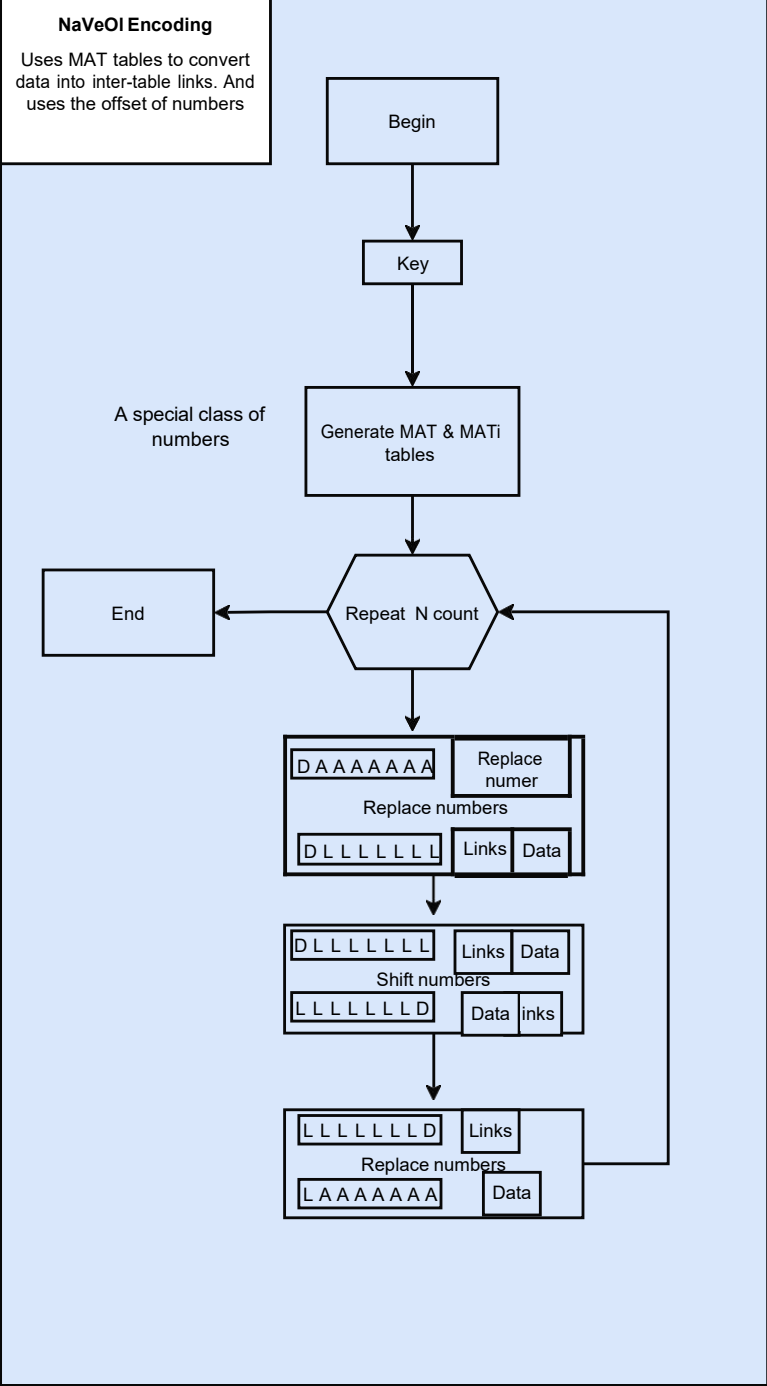 NaVeOl Encoding
Uses MAT tables to convert
data into inter-table links. And
uses the offset of numbers
Begin
Key
A special class of
numbers
Generate MAT & MATi
tables
End
Repeat N count
D A A A A A A A
Replace
numer
Replace numbers
D L L L L L L L
Links
Data
D L L L L L L L
Links
Data
Shift numbers
L L L L L L L D
Data
inks
L L L L L L L D
Links
Replace numbers
L A A A A A A A
Data